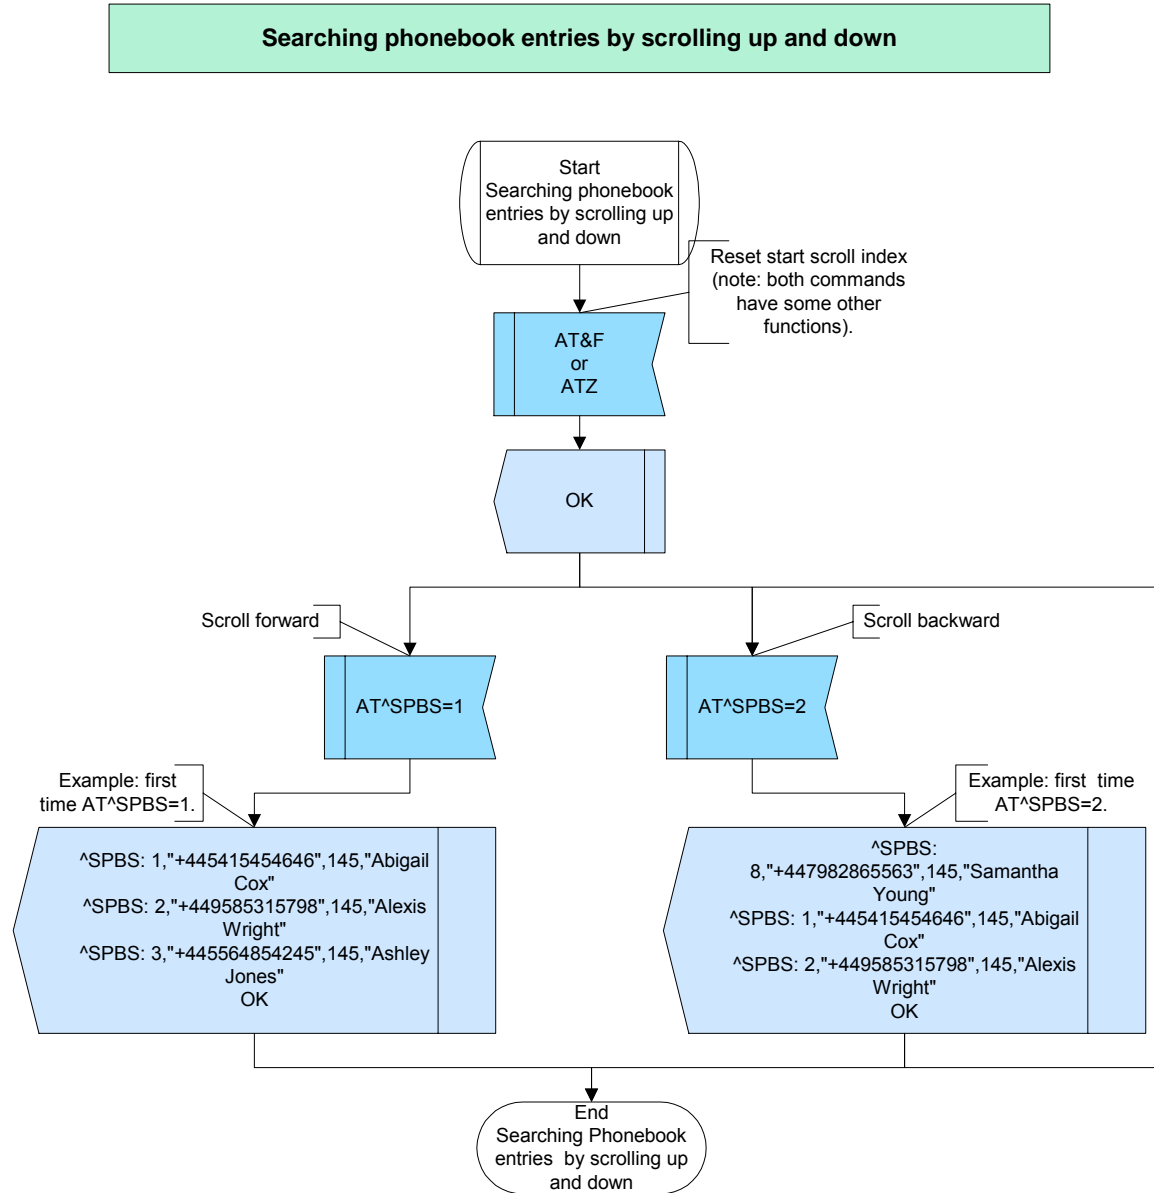 Searching phonebook entries by scrolling up and down
Start
Searching phonebook
entries by scrolling up
and down
Reset start scroll index
(note: both commands
have some other
functions).
AT&F
or
ATZ
OK
Scroll forward
Scroll backward
AT^SPBS=1
AT^SPBS=2
Example: first
time AT^SPBS=1.
Example: first  time
AT^SPBS=2.
^SPBS: 1,"+445415454646",145,"Abigail
Cox"
^SPBS: 2,"+449585315798",145,"Alexis
Wright"
^SPBS: 3,"+445564854245",145,"Ashley
Jones"
OK
^SPBS:
8,"+447982865563",145,"Samantha
Young"
^SPBS: 1,"+445415454646",145,"Abigail
Cox"
^SPBS: 2,"+449585315798",145,"Alexis
Wright"
OK
End
Searching Phonebook
entries  by scrolling up
and down